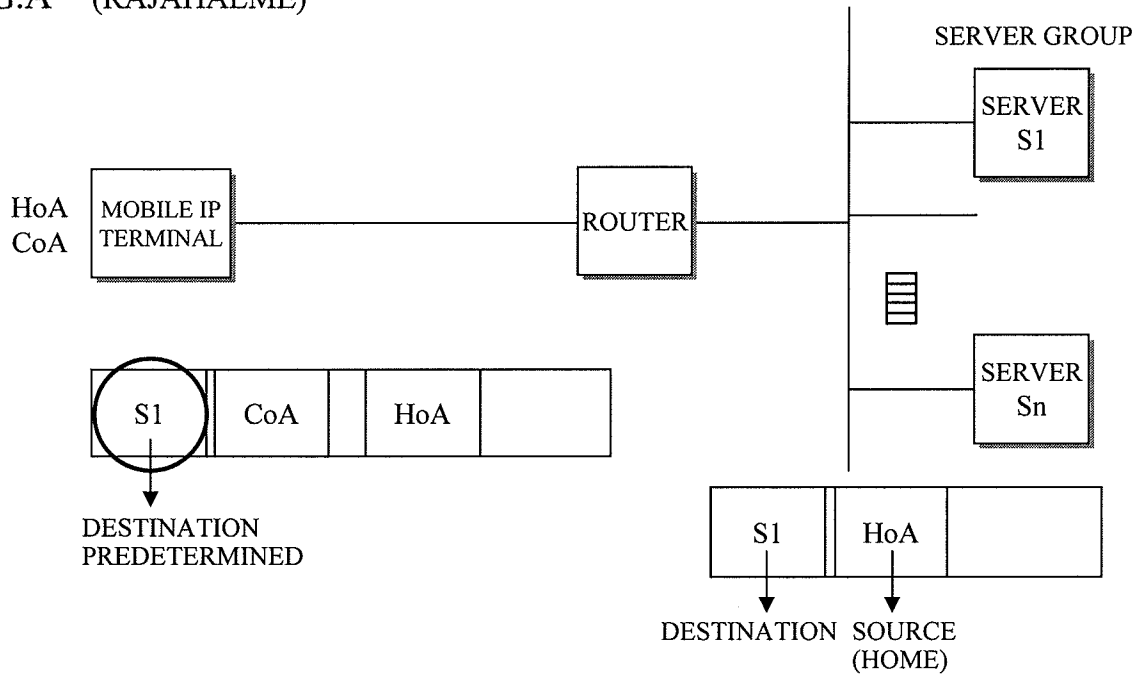 (RAJAHALME)
SERVER GROUP
SERVER
S1
HoA
CoA
MOBILE IP
TERMINAL
ROUTER
SERVER
Sn
S1 CoA HoA
DESTINATION
PREDETERMINED
S1 HoA
DESTINATION SOURCE
(HOME)